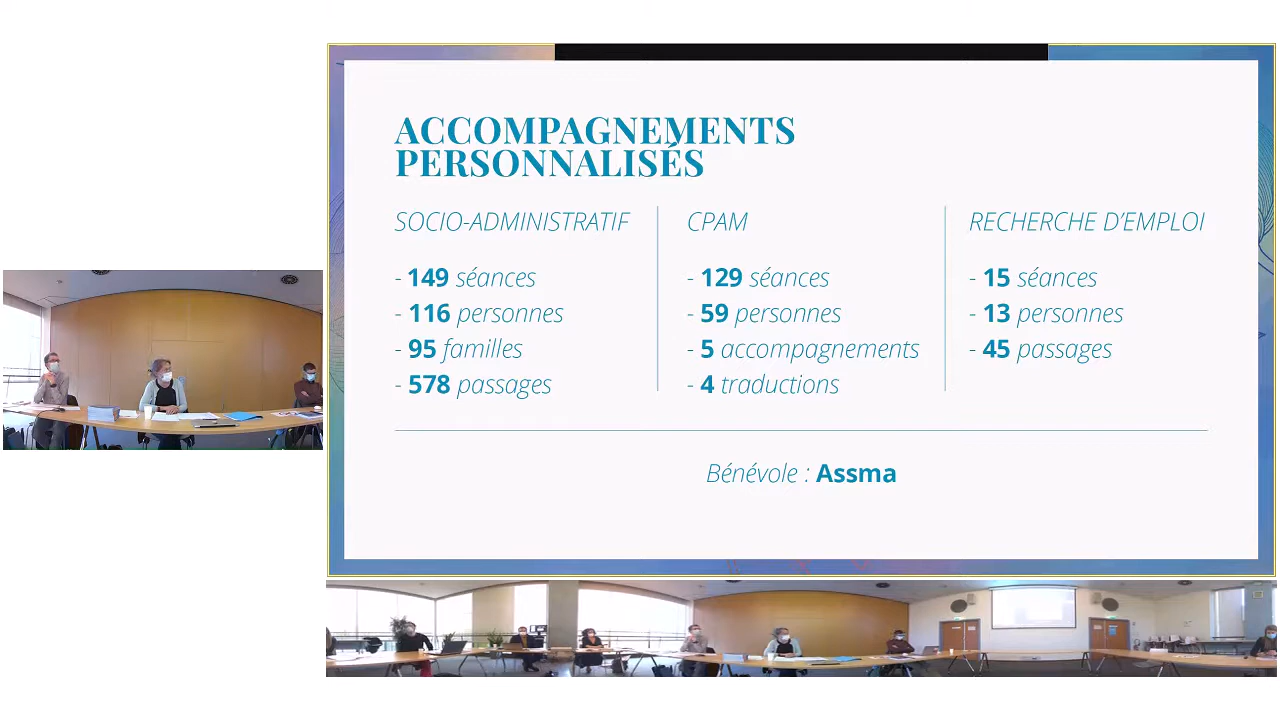 ACCOMPAGNEMENTS
PERSONNALISÉS
SOCIO-ADMINISTRATIF
- 149 séances
- 116 personnes
- 95 familles
- 578 passages
CPAM
- 129 séances
- 59 personnes
- 5 accompagnements
- 4 traductions
RECHERCHE D'EMPLOI
- 15 séances
- 13 personnes
- 45 passages
Bénévole : Assma